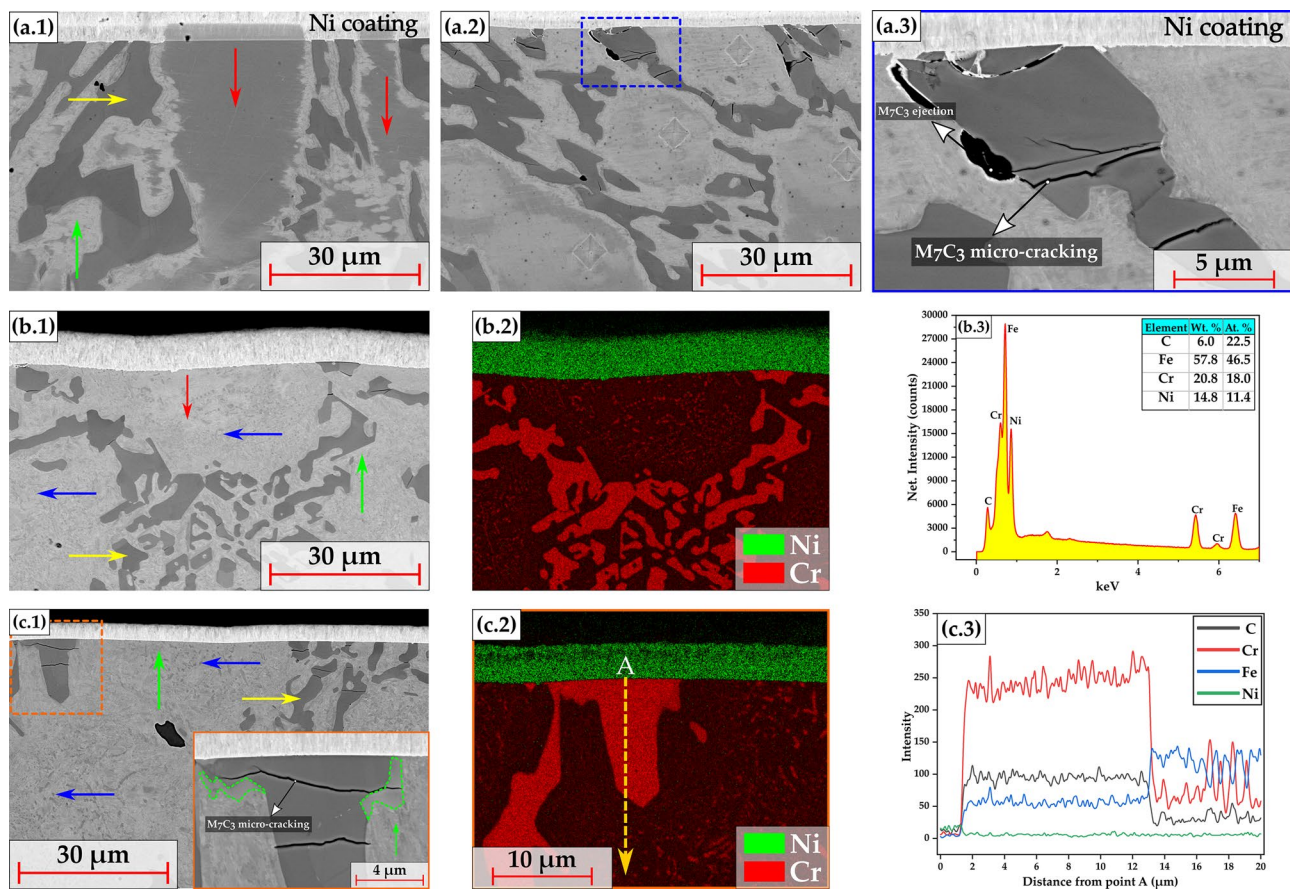 (a.1)
Ni coating
30 μm
(a.2)
30 μm
(a.3)
Ni coating
M7C3 ejection
M7C3 micro-cracking
5 μm
(b.1)
30 μm
(b.2)
Ni
Cr
(b.3)
Net. Intensity (counts)
30000
27000
24000
21000
18000
15000
12000
9000
6000
3000
0
C
Cr
Fe
Ni
Cr
Cr
Fe
0 2 4 6
keV
Element Wt. % At. %
C 6.0 22.5
Fe 57.8 46.5
Cr 20.8 18.0
Ni 14.8 11.4
(c.1)
30 μm
M7C3 micro-cracking
4 μm
(c.2)
A
10 μm
Ni
Cr
(c.3)
Intensity
350
300
250
200
150
100
50
0
C
Cr
Fe
Ni
0 2 4 6 8 10 12 14 16 18 20
Distance from point A (μm)